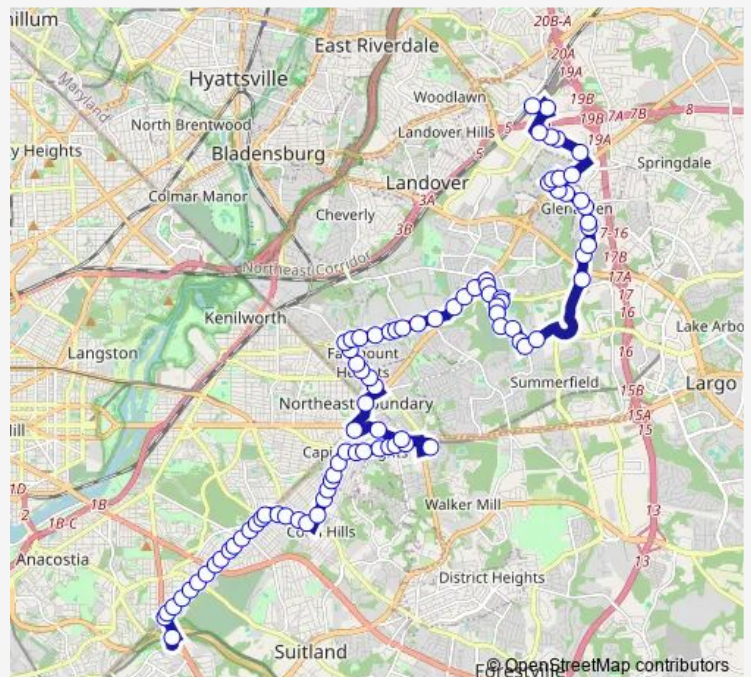 illum
20B-A
East Riverdale
20A
19A
Hyattsville
Woodlawn
19B
Maryland
North Brentwood
Landover Hills
5
5
19B
7A
7B
8
y Heights
Bladensburg
19A
Springdale
Landover
Colmar Manor
3A
Cheverly
3B
7-16
17B
Northeast Corridor
17A
17
Kenilworth
16
Lake Arbo
Langston
16
Summerfield
Largo
15B
Northeast Boundary
15A
ill
15
1D
2
1B
1B-C
Walker Mill
13
Anacostia
13
District Heights
Suitland
Forestville
© OpenStreetMap contributors